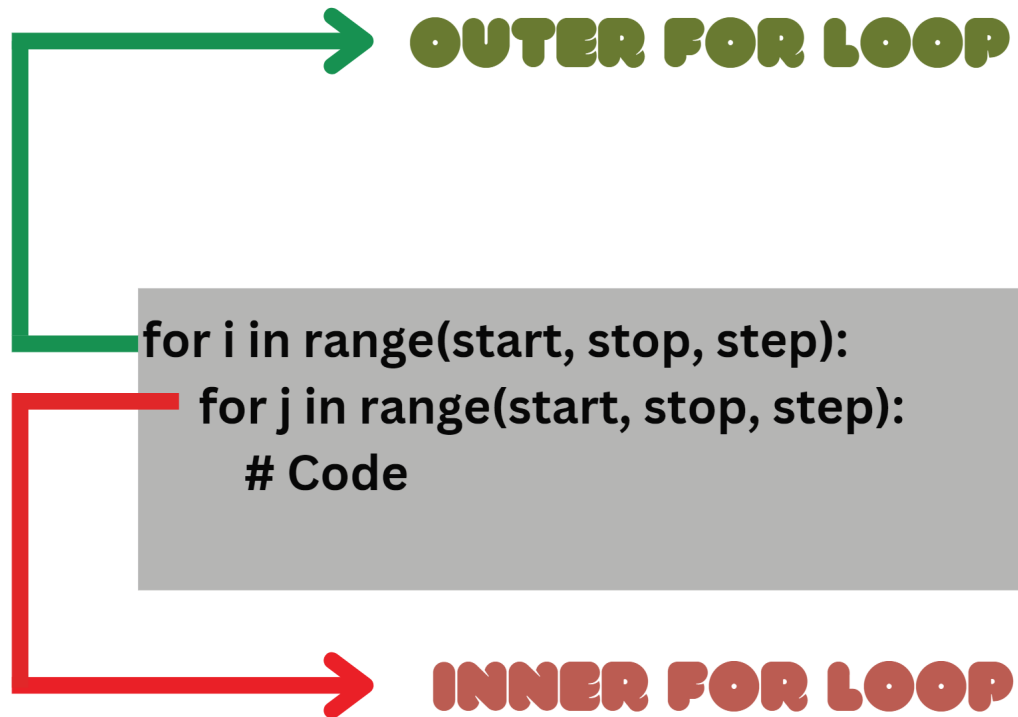 OUTER FOR LOOP
for i in range(start, stop, step):
for j in range(start, stop, step):
# Code
INNER FOR LOOP